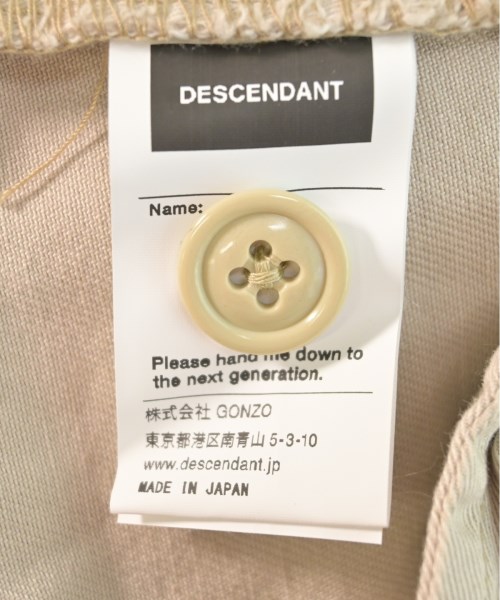 DESCENDANT
Name:
Please hand me down to
the next generation.
株式会社 GONZO
東京都港区南青山 5-3-10
www.descendant.jp
MADE IN JAPAN